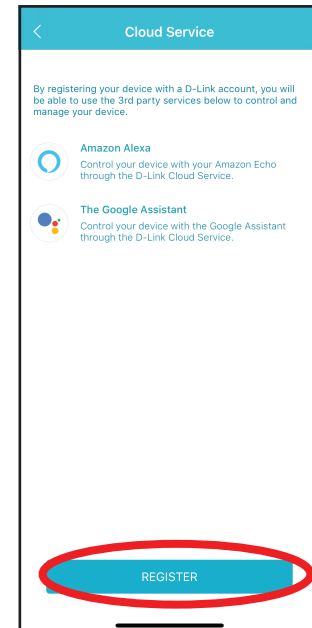 Cloud Service
By registering your device with a D-Link account, you will
be able to use the 3rd party services below to control and
manage your device.
Amazon Alexa
Control your device with your Amazon Echo
through the D-Link Cloud Service.
The Google Assistant
Control your device with the Google Assistant
through the D-Link Cloud Service.
REGISTER